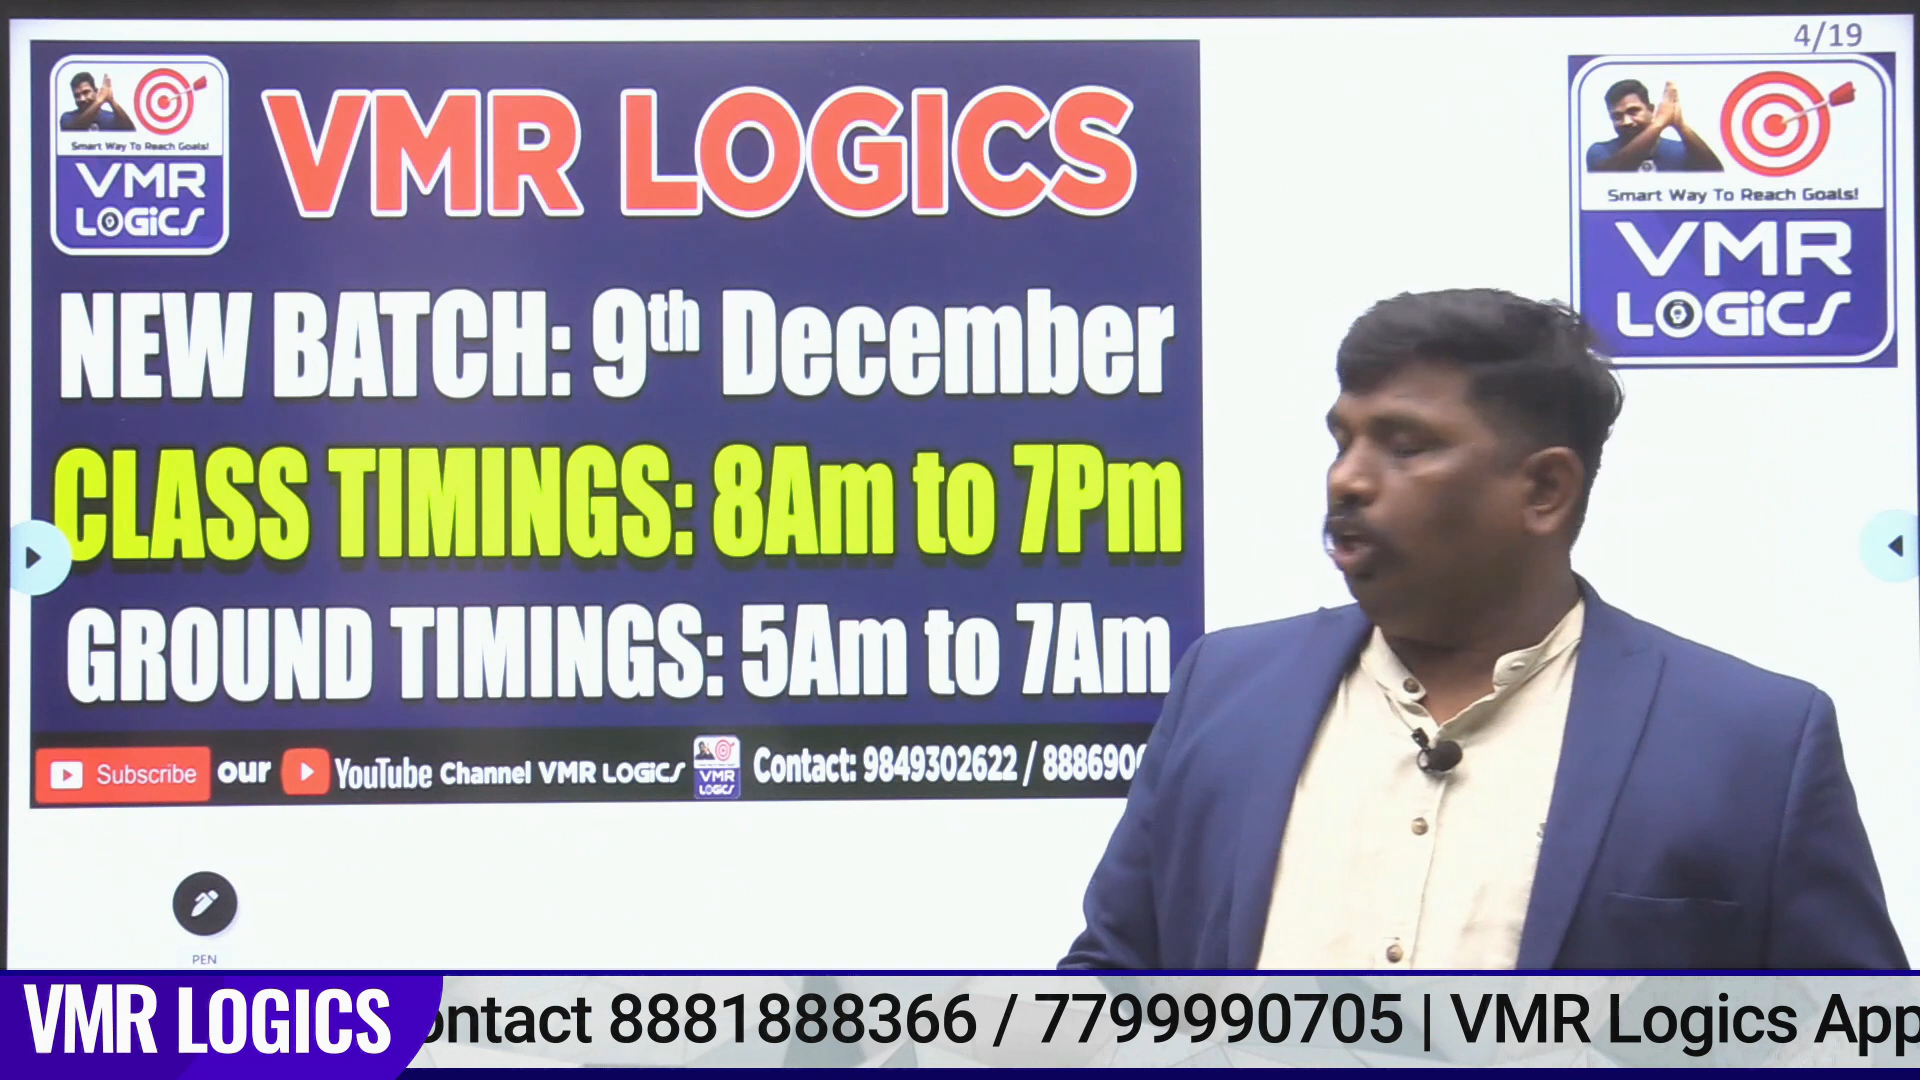 4/19
Smart Way To Reach Goals!
VMR
LOGiCS
VMR LOGICS
Smart Way To Reach Goals!
VMR
LOGiCS
NEW BATCH: 9th December
CLASS TIMINGS: 8Am to 7Pm
GROUND TIMINGS: 5Am to 7Am
Subscribe our YouTube Channel VMR LOGiCS VMR LOGiCS Contact: 9849302622 / 888690
PEN
VMR LOGICS ontact 8881888366 / 7799990705 | VMR Logics App